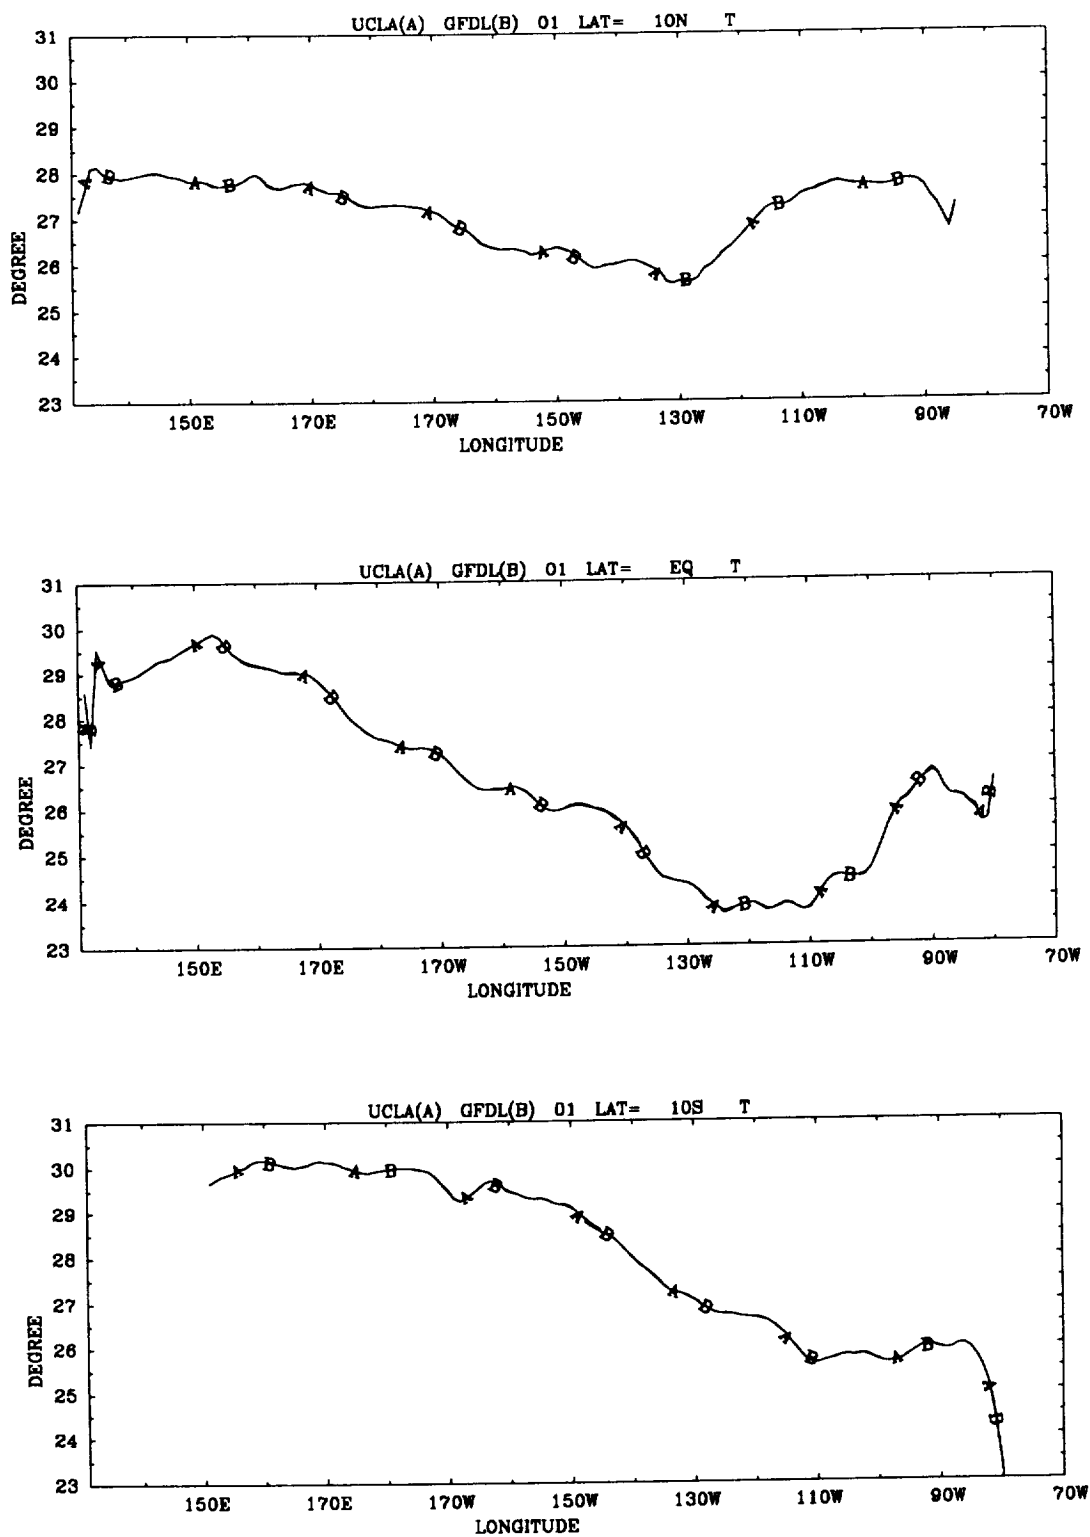 UCLA(A) GFDL(B) 01 LAT= 10N T
31
30
29
28
27
26
25
24
23
DEGREE
A B A B A B A B A B A B A B A B
150E 170E 170W 150W 130W 110W 90W 70W
LONGITUDE
UCLA(A) GFDL(B) 01 LAT= EQ T
31
30
29
28
27
26
25
24
23
DEGREE
A B A B A B A B A B A B A B A B A B
150E 170E 170W 150W 130W 110W 90W 70W
LONGITUDE
UCLA(A) GFDL(B) 01 LAT= 10S T
31
30
29
28
27
26
25
24
23
DEGREE
A B A B A B A B A B A B A B A B
150E 170E 170W 150W 130W 110W 90W 70W
LONGITUDE